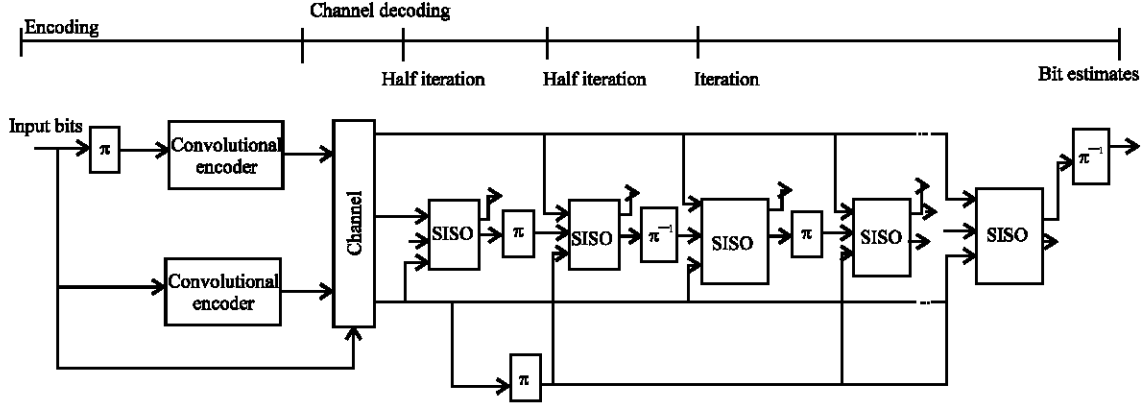 Channel decoding
Encoding
Half iteration
Half iteration
Iteration
Bit estimates
Input bits
π
Convolutional
encoder
Channel
π⁻¹
SISO
π
SISO
π⁻¹
SISO
π
SISO
...
SISO
Convolutional
encoder
...
π